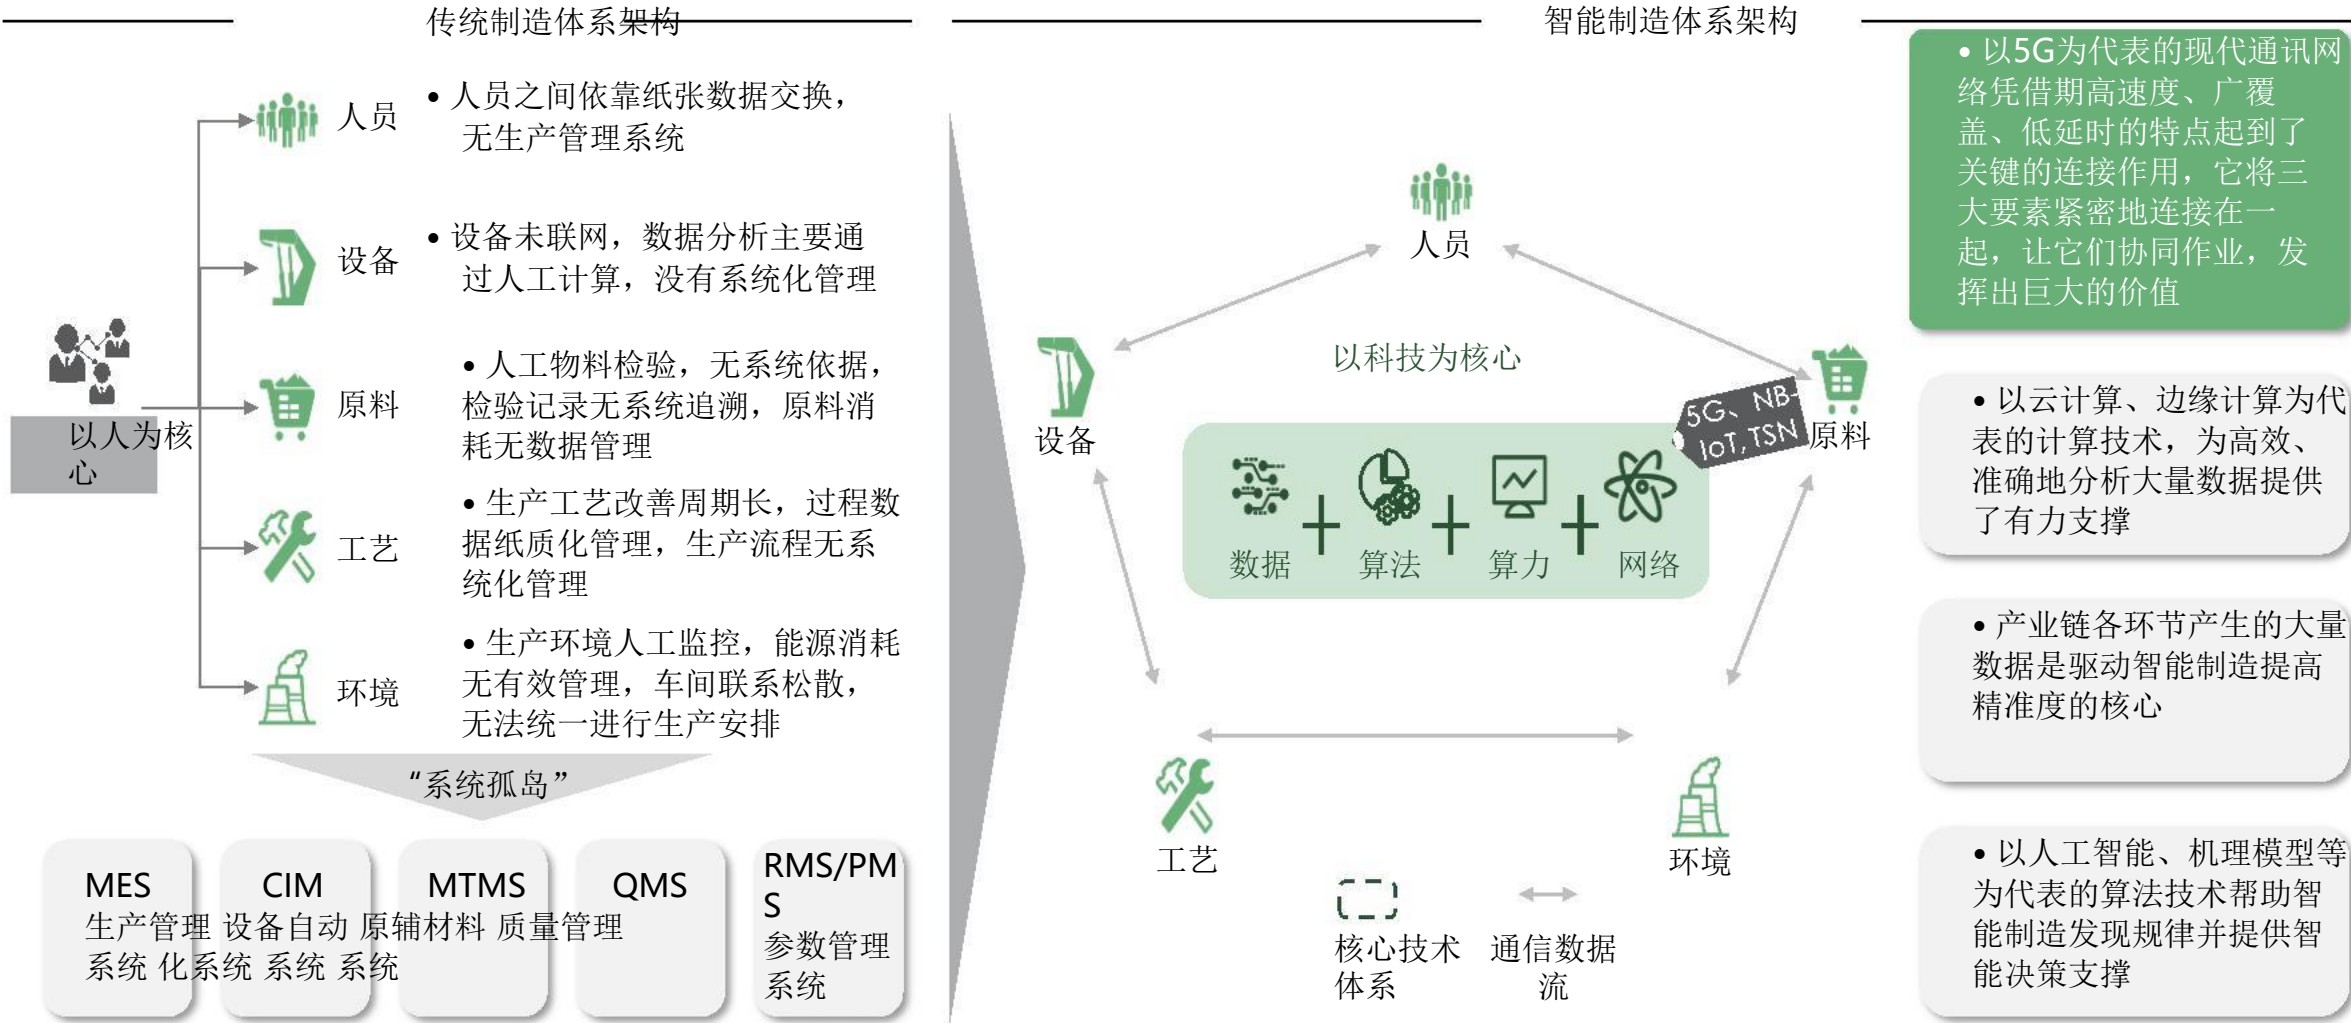 传统制造体系架构
人员
• 人员之间依靠纸张数据交换，
无生产管理系统
设备
• 设备未联网，数据分析主要通
过人工计算，没有系统化管理
以人为核
心
原料
• 人工物料检验，无系统依据，
检验记录无系统追溯，原料消
耗无数据管理
工艺
• 生产工艺改善周期长，过程数
据纸质化管理，生产流程无系
统化管理
环境
• 生产环境人工监控，能源消耗
无有效管理，车间联系松散，
无法统一进行生产安排
“系统孤岛”
MES
CIM
MTMS
QMS
生产管理 设备自动 原辅材料 质量管理
系统 化系统 系统 系统
RMS/PM
S
参数管理
系统
智能制造体系架构
人员
设备
以科技为核心
5G、NB-
IoT, TSN
原料
数据
算法
算力
网络
工艺
环境
核心技术
体系
通信数据
流
• 以5G为代表的现代通讯网
络凭借期高速度、广覆
盖、低延时的特点起到了
关键的连接作用，它将三
大要素紧密地连接在一
起，让它们协同作业，发
挥出巨大的价值
• 以云计算、边缘计算为代
表的计算技术，为高效、
准确地分析大量数据提供
了有力支撑
• 产业链各环节产生的大量
数据是驱动智能制造提高
精准度的核心
• 以人工智能、机理模型等
为代表的算法技术帮助智
能制造发现规律并提供智
能决策支撑